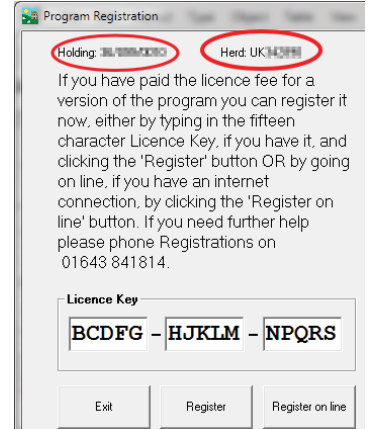 Program Registration
Holding:
Herd: UK
If you have paid the licence fee for a
version of the program you can register it
now, either by typing in the fifteen
character Licence Key, if you have it, and
clicking the 'Register' button OR by going
on line, if you have an internet
connection, by clicking the 'Register on
line' button. If you need further help
please phone Registrations on
01643 841814.
Licence Key
BCDFG - HJKLM - NPQRS
Exit Register Register on line